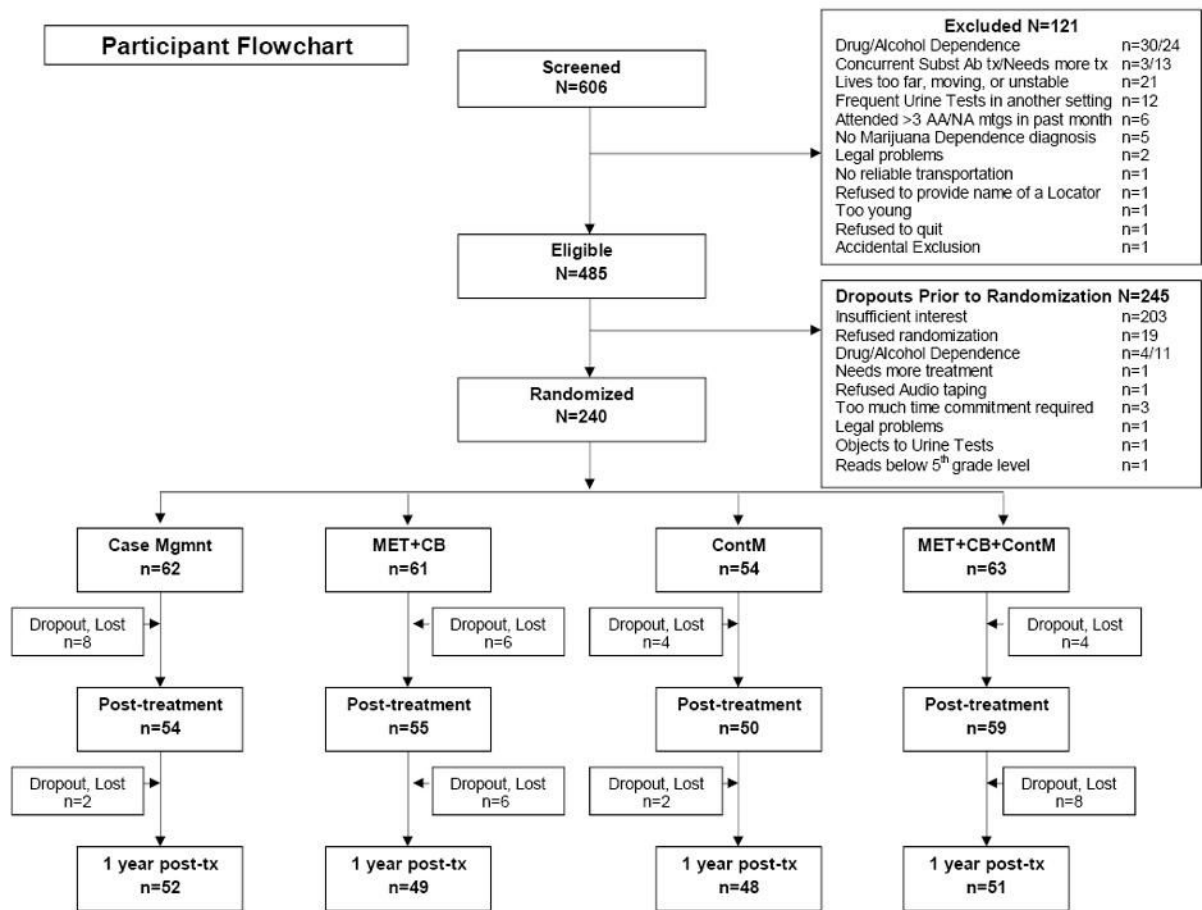 Participant Flowchart
Screened
N=606
Excluded N=121
Drug/Alcohol Dependence n=30/24
Concurrent Subst Ab tx/Needs more tx n=3/13
Lives too far, moving, or unstable n=21
Frequent Urine Tests in another setting n=12
Attended >3 AA/NA mtgs in past month n=6
No Marijuana Dependence diagnosis n=5
Legal problems n=2
No reliable transportation n=1
Refused to provide name of a Locator n=1
Too young n=1
Refused to quit n=1
Accidental Exclusion n=1
Eligible
N=485
Dropouts Prior to Randomization N=245
Insufficient interest n=203
Refused randomization n=19
Drug/Alcohol Dependence n=4/11
Needs more treatment n=1
Refused Audio taping n=1
Too much time commitment required n=3
Legal problems n=1
Objects to Urine Tests n=1
Reads below 5th grade level n=1
Randomized
N=240
Case Mgmnt
n=62
MET+CB
n=61
ContM
n=54
MET+CB+ContM
n=63
Dropout, Lost
n=8
Dropout, Lost
n=6
Dropout, Lost
n=4
Dropout, Lost
n=4
Post-treatment
n=54
Post-treatment
n=55
Post-treatment
n=50
Post-treatment
n=59
Dropout, Lost
n=2
Dropout, Lost
n=6
Dropout, Lost
n=2
Dropout, Lost
n=8
1 year post-tx
n=52
1 year post-tx
n=49
1 year post-tx
n=48
1 year post-tx
n=51